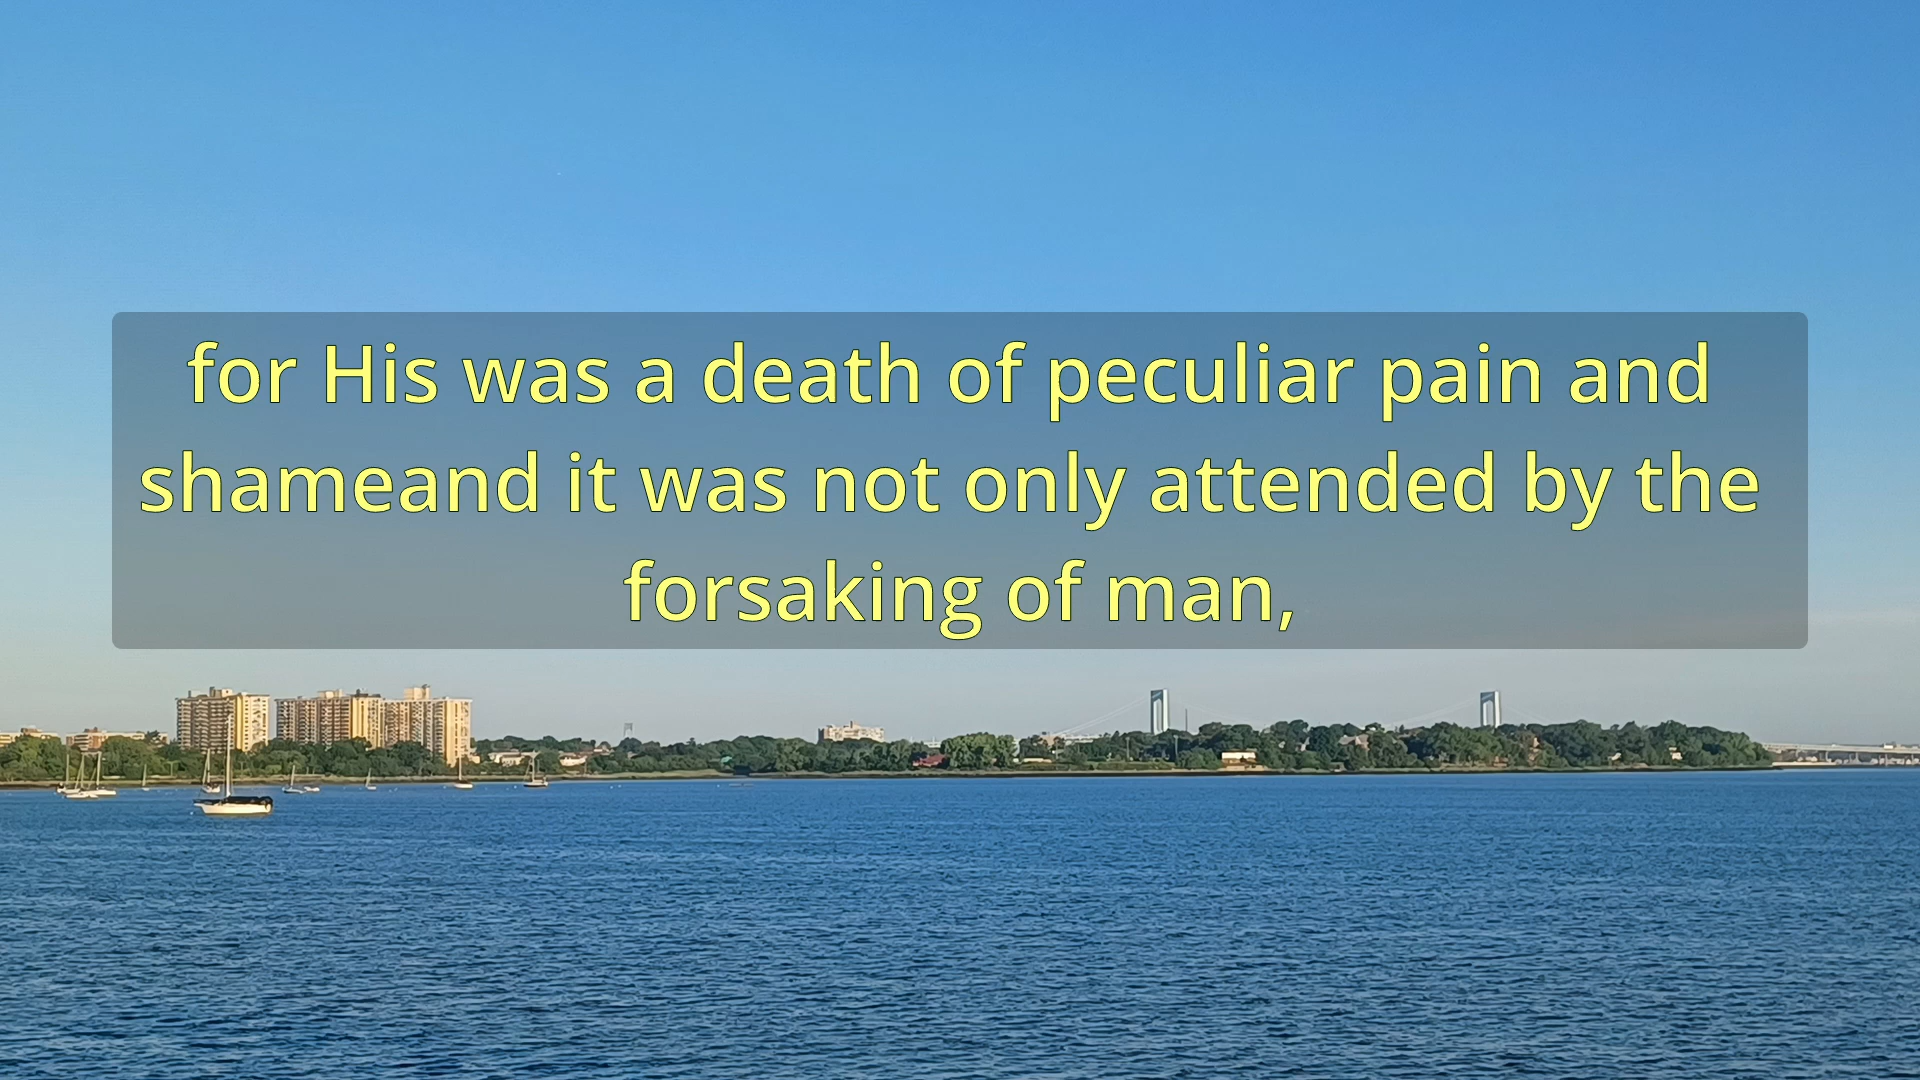 for His was a death of peculiar pain and
shameand it was not only attended by the
forsaking of man,